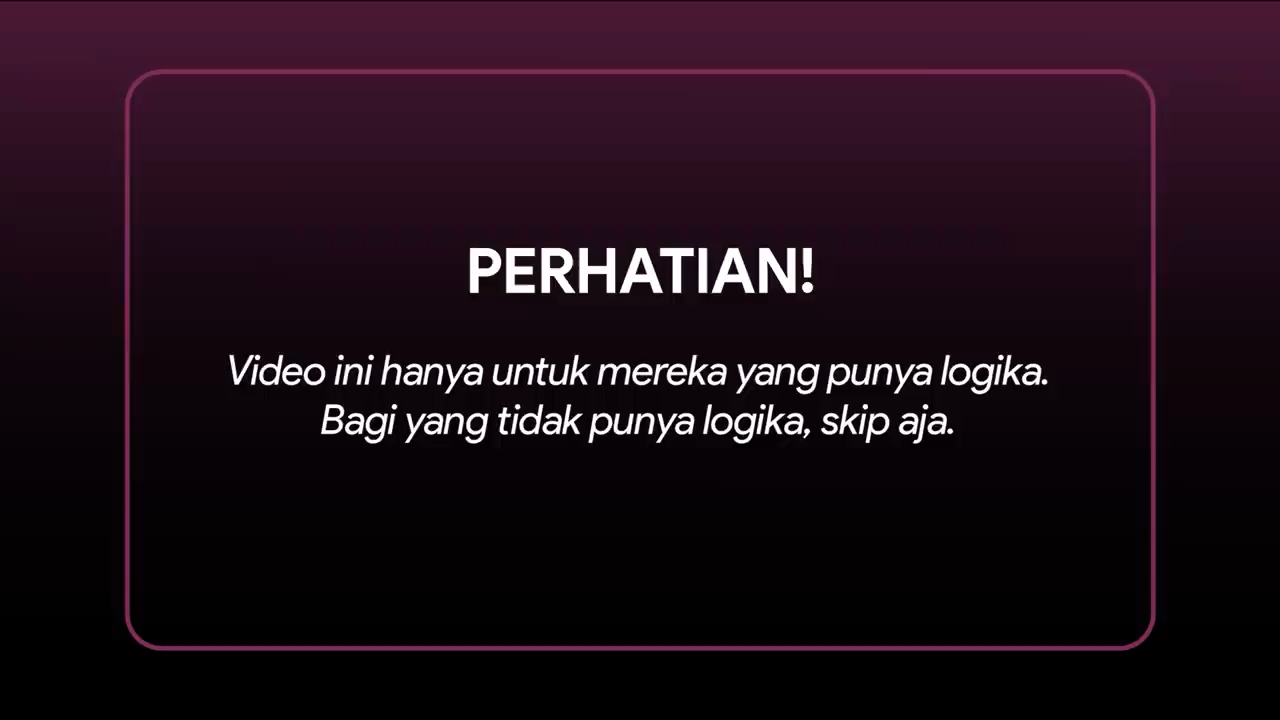 PERHATIAN!
Video ini hanya untuk mereka yang punya logika.
Bagi yang tidak punya logika, skip aja.